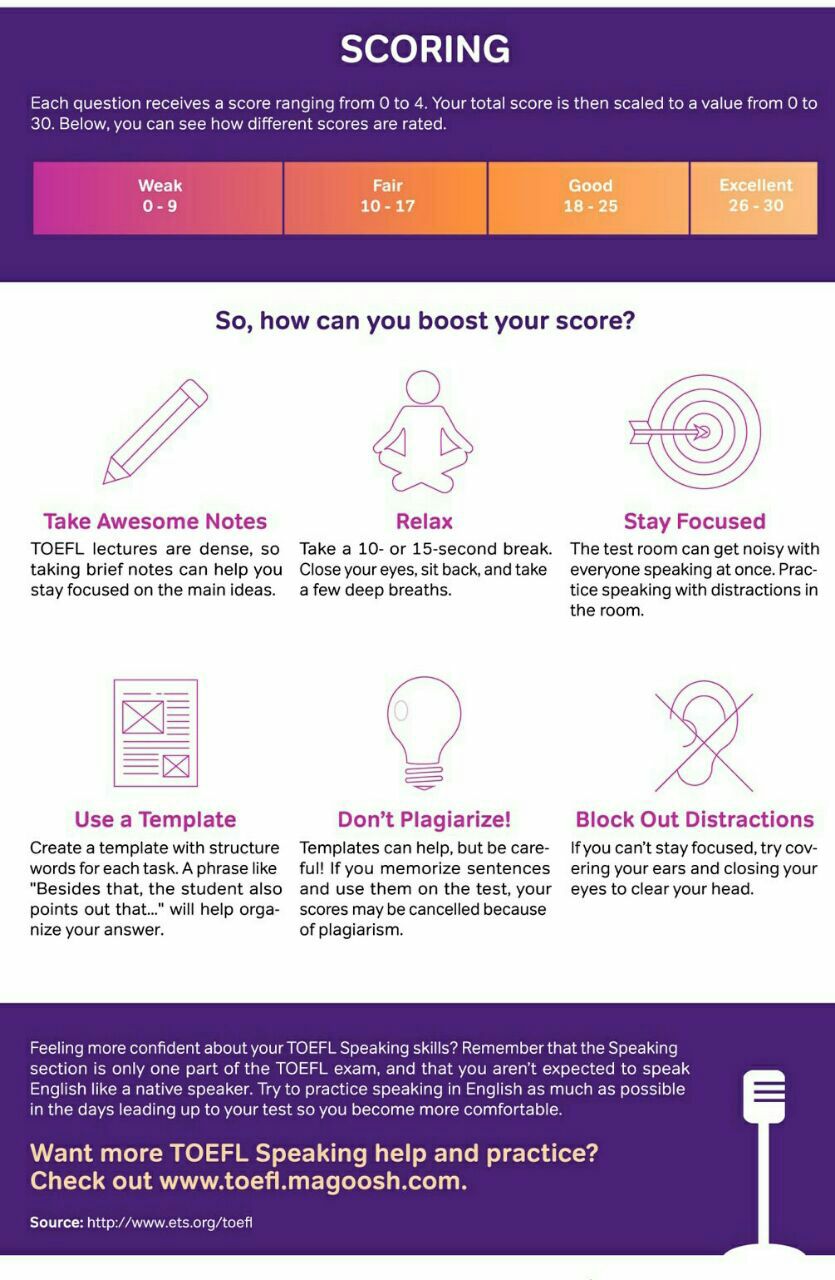 SCORING
Each question receives a score ranging from 0 to 4. Your total score is then scaled to a value from 0 to
30. Below, you can see how different scores are rated.
Weak
0 - 9
Fair
10 - 17
Good
18 - 25
Excellent
26 - 30
So, how can you boost your score?
Take Awesome Notes
TOEFL lectures are dense, so
taking brief notes can help you
stay focused on the main ideas.
Relax
Take a 10- or 15-second break.
Close your eyes, sit back, and take
a few deep breaths.
Stay Focused
The test room can get noisy with
everyone speaking at once. Prac-
tice speaking with distractions in
the room.
Use a Template
Create a template with structure
words for each task. A phrase like
"Besides that, the student also
points out that..." will help orga-
nize your answer.
Don't Plagiarize!
Templates can help, but be care-
ful! If you memorize sentences
and use them on the test, your
scores may be cancelled because
of plagiarism.
Block Out Distractions
If you can't stay focused, try cov-
ering your ears and closing your
eyes to clear your head.
Feeling more confident about your TOEFL Speaking skills? Remember that the Speaking
section is only one part of the TOEFL exam, and that you aren't expected to speak
English like a native speaker. Try to practice speaking in English as much as possible
in the days leading up to your test so you become more comfortable.
Want more TOEFL Speaking help and practice?
Check out www.toefl.magoosh.com.
Source: http://www.ets.org/toefl